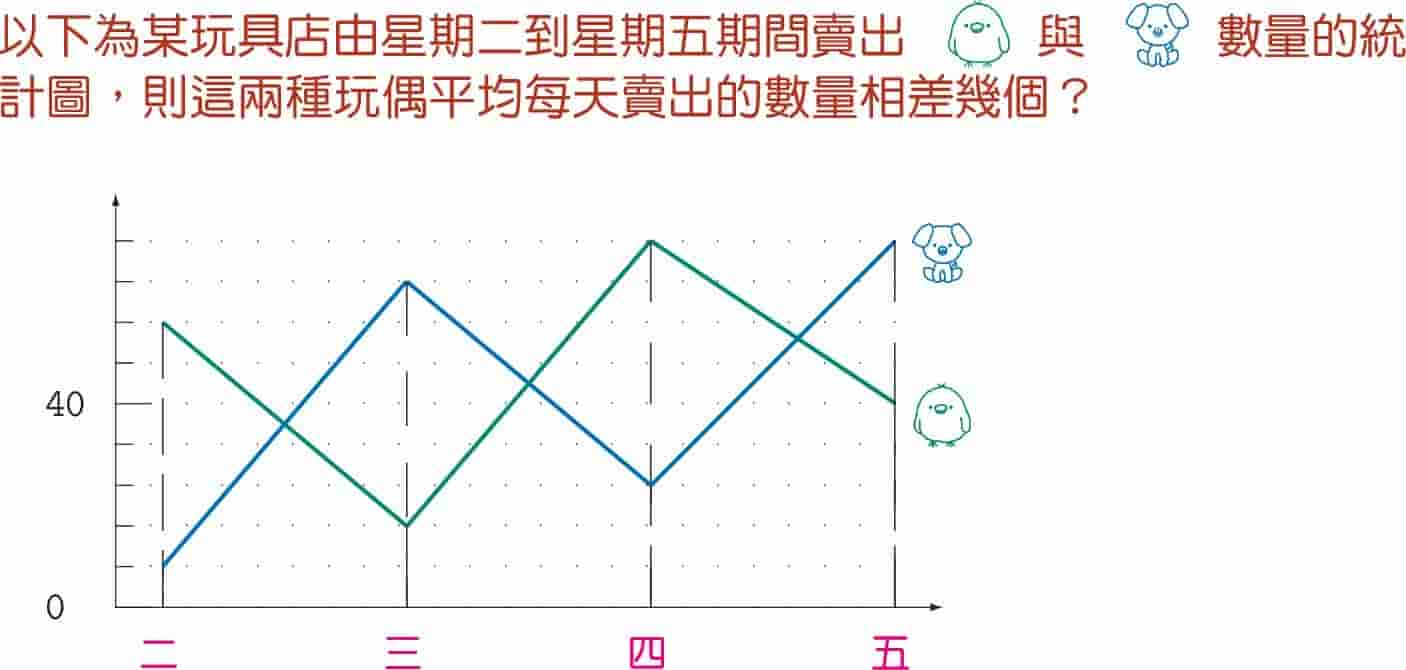 以下為某玩具店由星期二到星期五期間賣出 與 數量的統
計圖，則這兩種玩偶平均每天賣出的數量相差幾個？
40
0
二 三 四 五